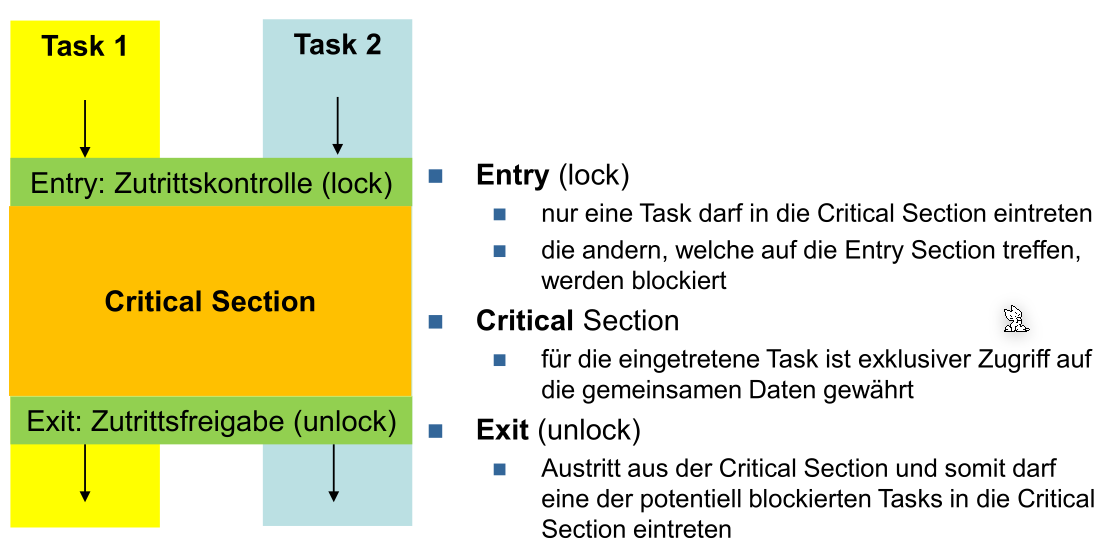 Task 1
Task 2
Entry: Zutrittskontrolle (lock)
Critical Section
Exit: Zutrittsfreigabe (unlock)
Entry (lock)
nur eine Task darf in die Critical Section eintreten
die andern, welche auf die Entry Section treffen,
werden blockiert
Critical Section
für die eingetretene Task ist exklusiver Zugriff auf
die gemeinsamen Daten gewährt
Exit (unlock)
Austritt aus der Critical Section und somit darf
eine der potentiell blockierten Tasks in die Critical
Section eintreten